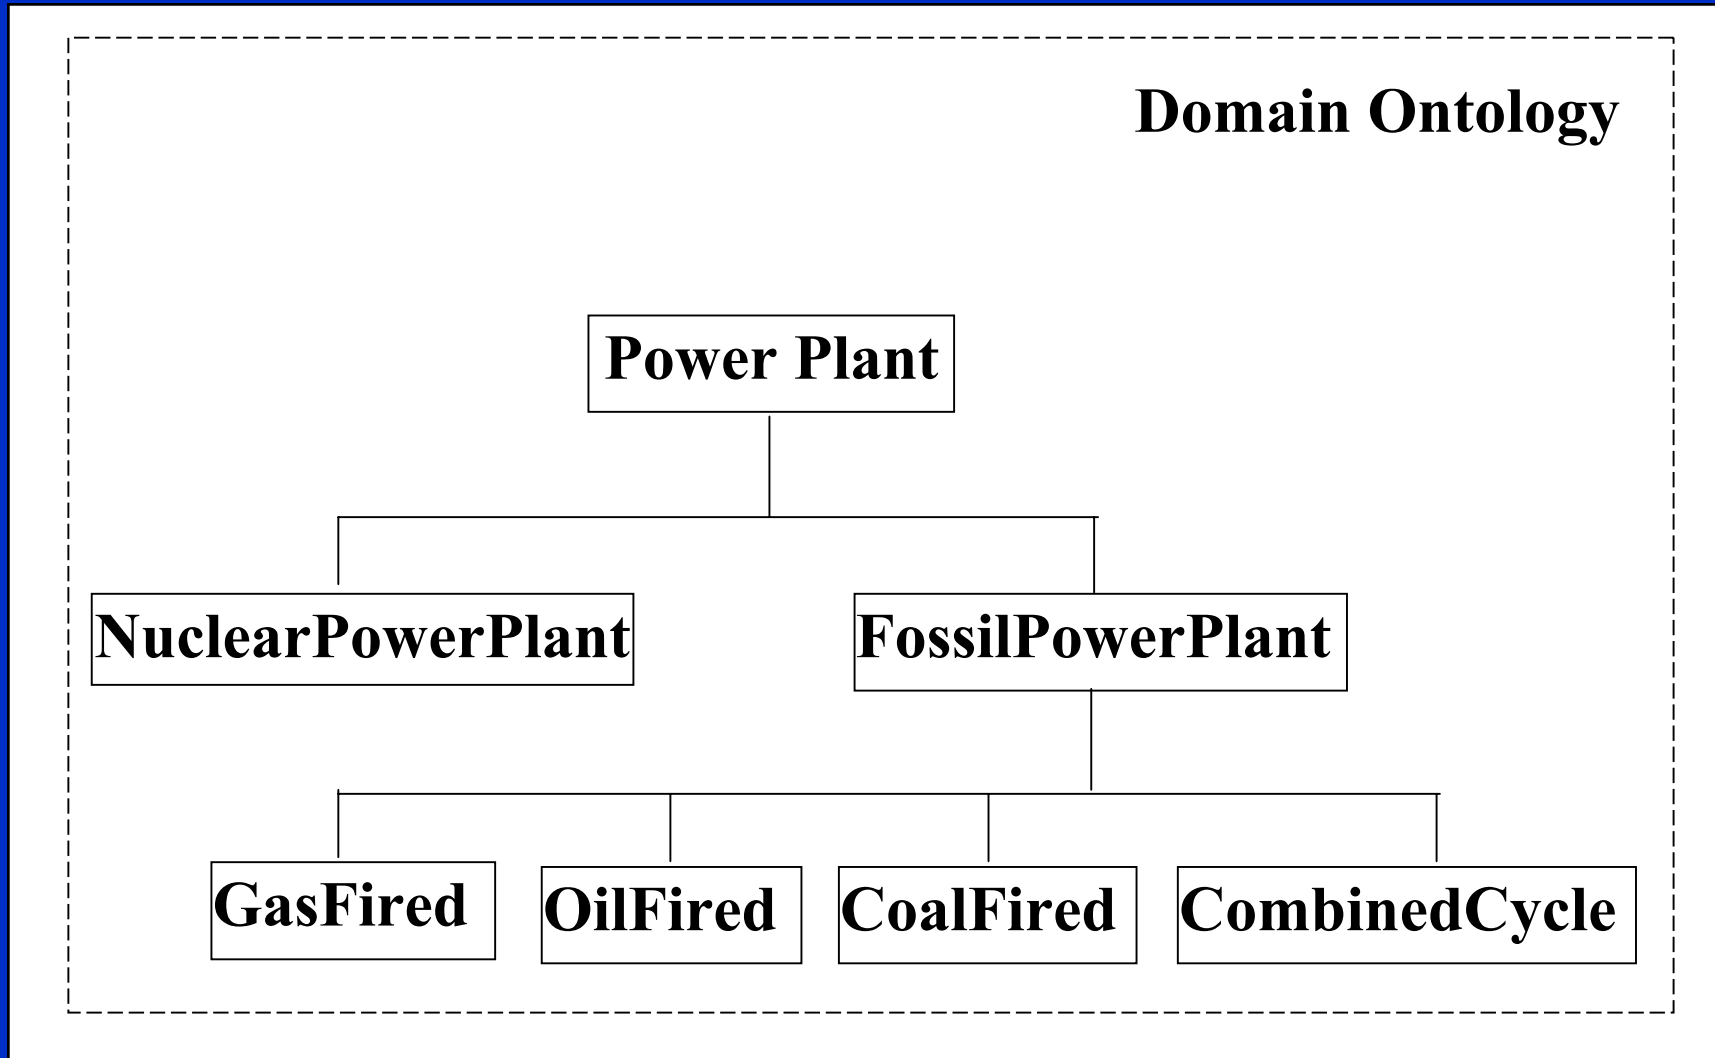 Domain Ontology
Power Plant
NuclearPowerPlant
FossilPowerPlant
GasFired
OilFired
CoalFired
CombinedCycle